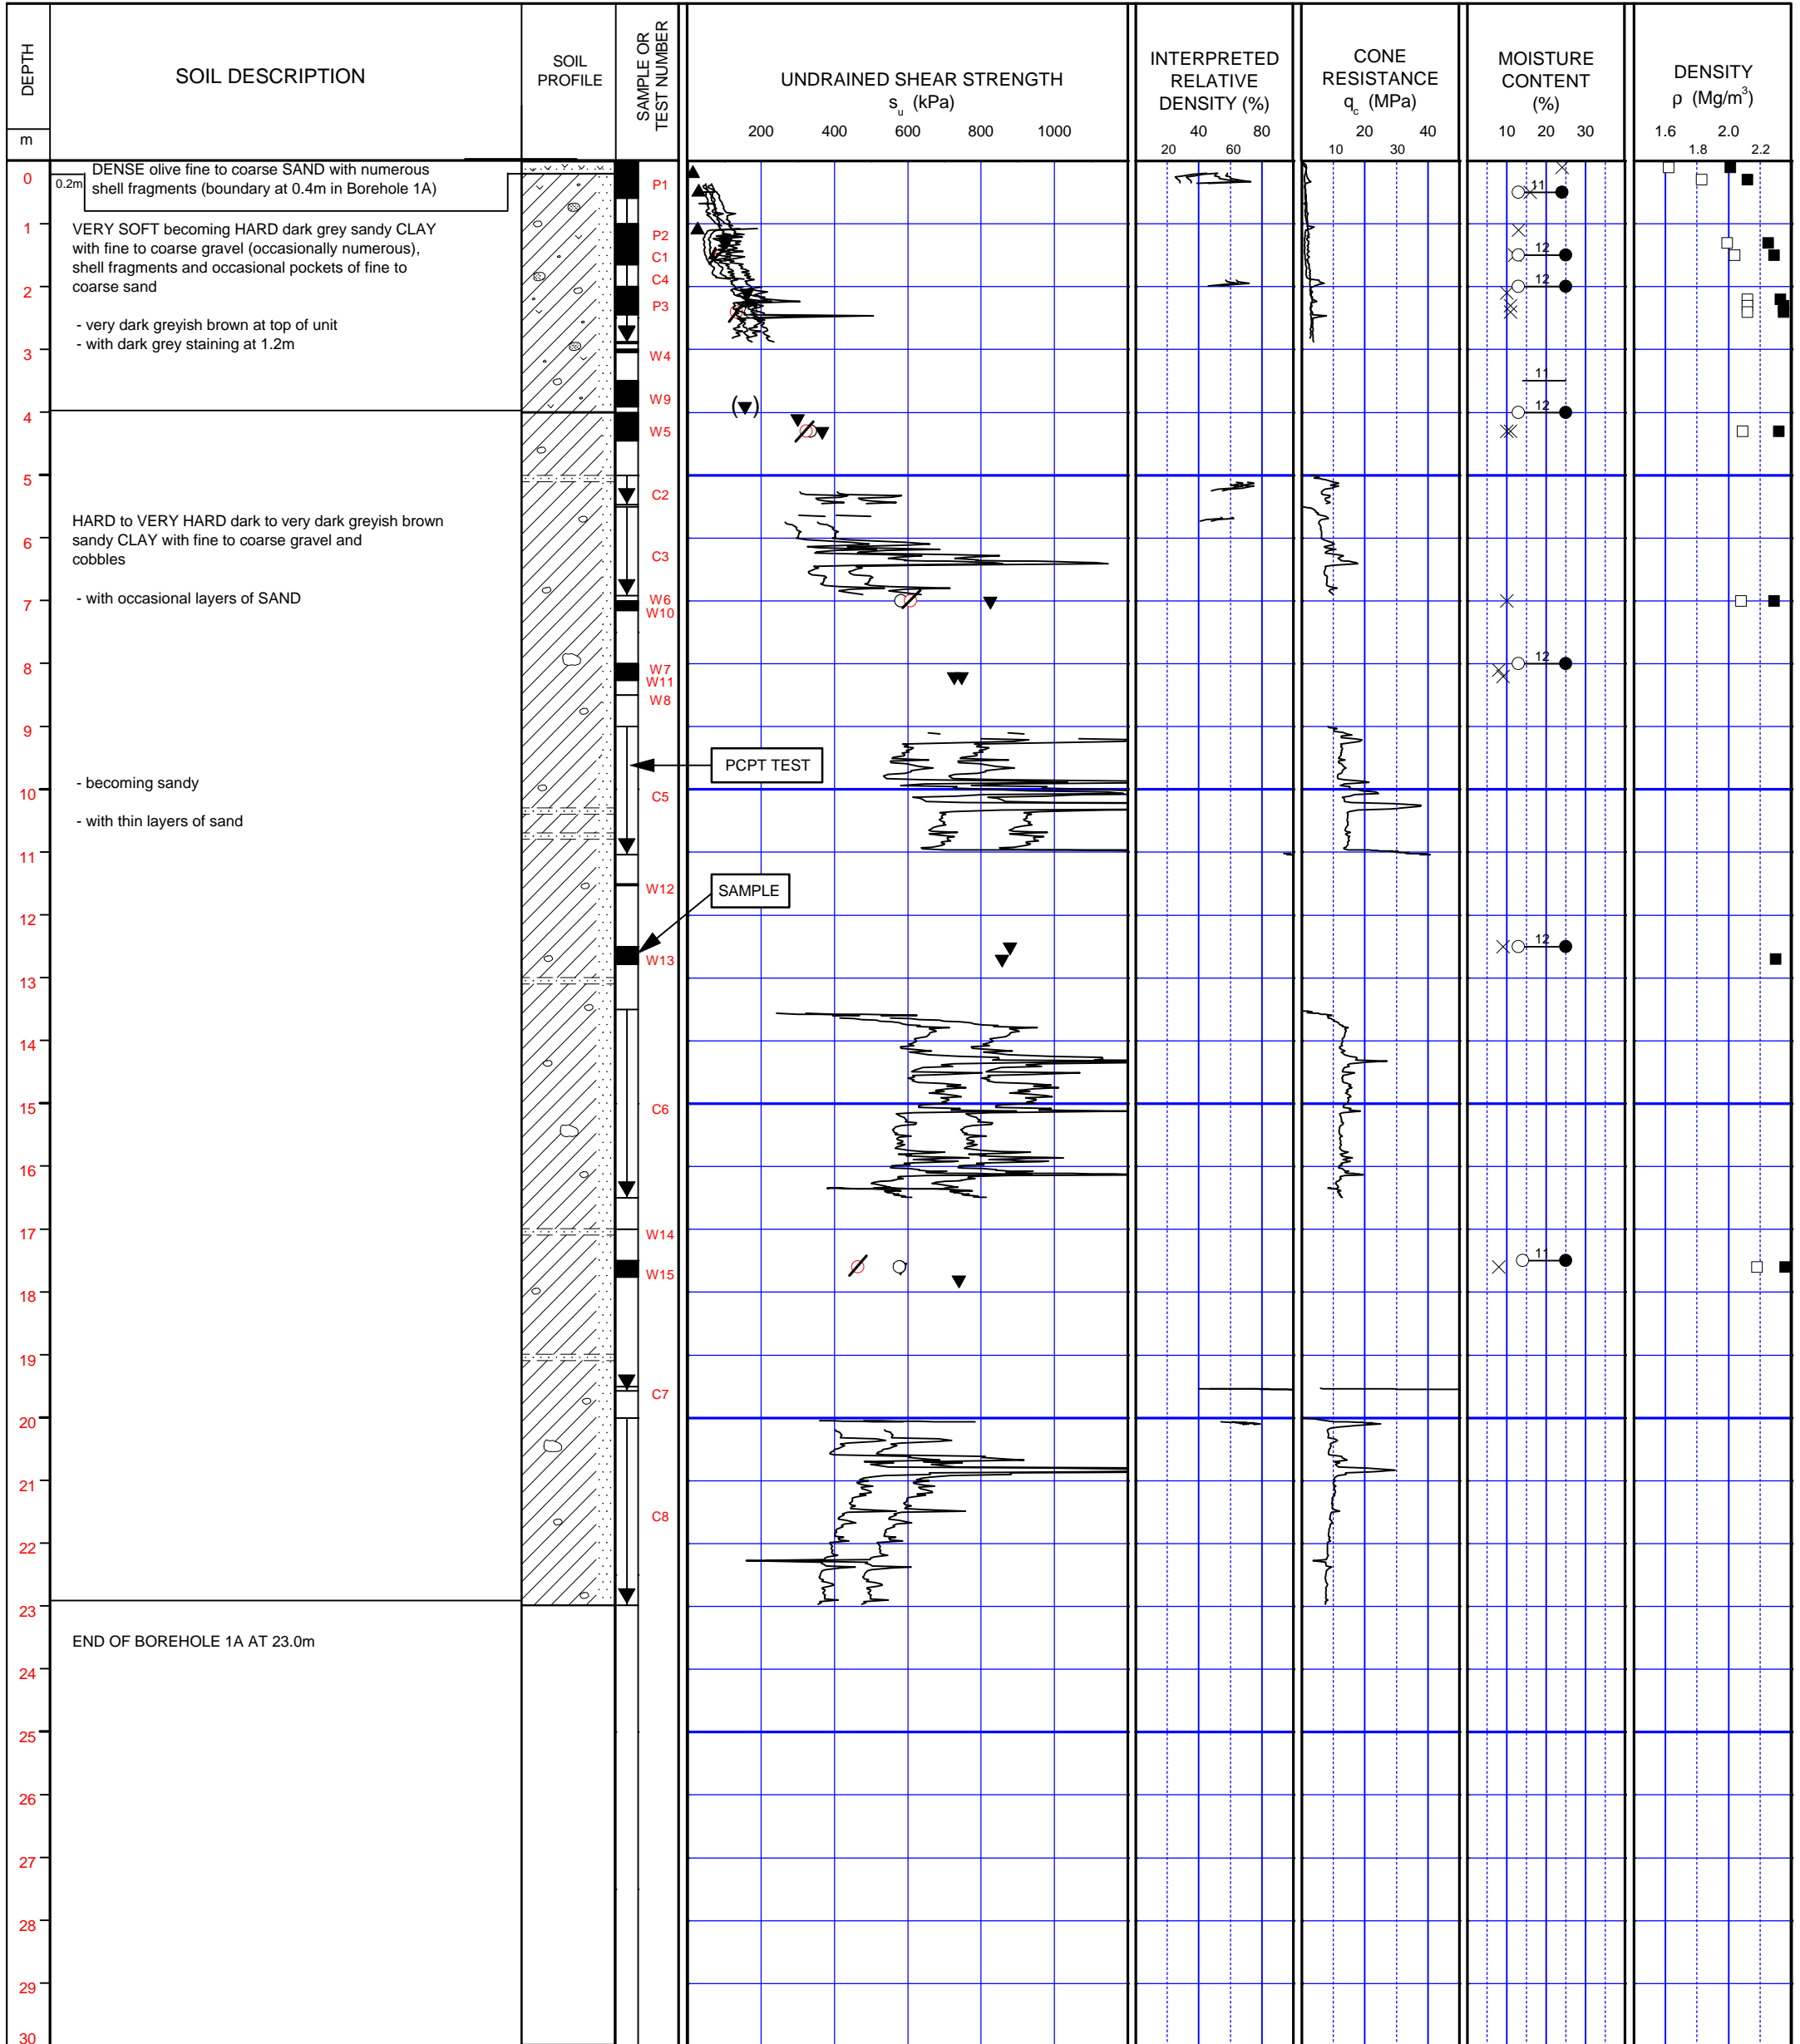 DEPTH
m
SOIL DESCRIPTION
SOIL
PROFILE
SAMPLE OR
TEST NUMBER
UNDRAINED SHEAR STRENGTH
su (kPa)
200 400 600 800 1000
INTERPRETED
RELATIVE
DENSITY (%)
40 80
20 60
CONE
RESISTANCE
qc (MPa)
20 40
10 30
MOISTURE
CONTENT
(%)
10 20 30
DENSITY
ρ (Mg/m³)
1.6 2.0
1.8 2.2
0.2m
DENSE olive fine to coarse SAND with numerous
shell fragments (boundary at 0.4m in Borehole 1A)
VERY SOFT becoming HARD dark grey sandy CLAY
with fine to coarse gravel (occasionally numerous),
shell fragments and occasional pockets of fine to
coarse sand
- very dark greyish brown at top of unit
- with dark grey staining at 1.2m
HARD to VERY HARD dark to very dark greyish brown
sandy CLAY with fine to coarse gravel and
cobbles
- with occasional layers of SAND
- becoming sandy
- with thin layers of sand
END OF BOREHOLE 1A AT 23.0m
0
1
2
3
4
5
6
7
8
9
10
11
12
13
14
15
16
17
18
19
20
21
22
23
24
25
26
27
28
29
30
P1
P2
C1
C4
P3
W4
W9
W5
C2
C3
W6
W10
W7
W11
W8
C5
W12
W13
C6
W14
W15
C7
C8
( )
PCPT TEST
SAMPLE
11
12
12
11
12
12
12
11